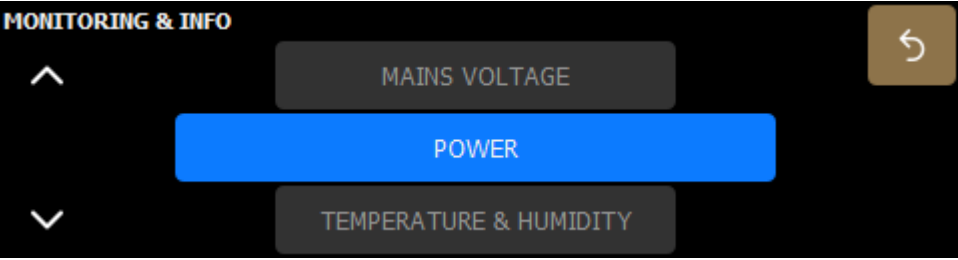 MONITORING & INFO
MAINS VOLTAGE
POWER
TEMPERATURE & HUMIDITY